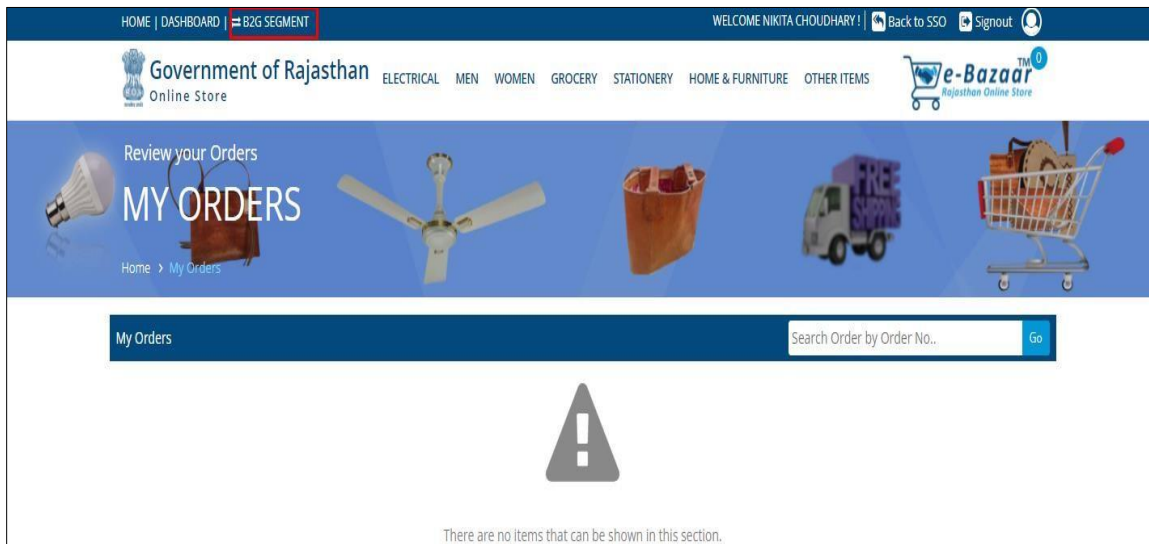 HOME | DASHBOARD | ⇄ B2G SEGMENT
WELCOME NIKITA CHOUDHARY ! | Back to SSO Signout
Government of Rajasthan
Online Store
ELECTRICAL MEN WOMEN GROCERY STATIONERY HOME & FURNITURE OTHER ITEMS
e-Bazaar TM 0
Rajasthan Online Store
Review your Orders
MY ORDERS
FREE
SHIPPING
Home > My Orders
My Orders
Search Order by Order No..
Go
There are no items that can be shown in this section.